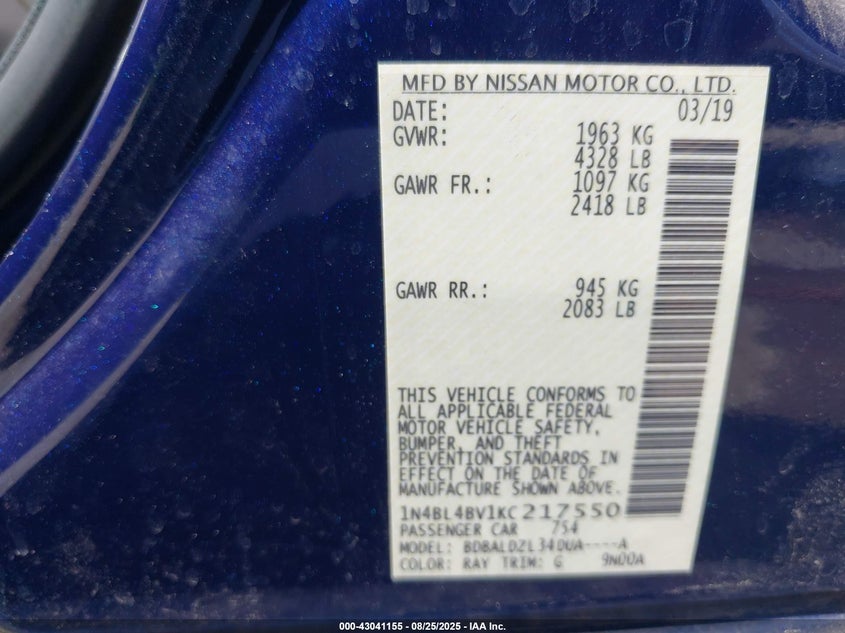 MFD BY NISSAN MOTOR CO., LTD.
DATE: 03/19
GVWR: 1963 KG
4328 LB
GAWR FR.: 1097 KG
2418 LB
GAWR RR.: 945 KG
2083 LB
THIS VEHICLE CONFORMS TO
ALL APPLICABLE FEDERAL
MOTOR VEHICLE SAFETY,
BUMPER, AND THEFT
PREVENTION STANDARDS IN
EFFECT ON THE DATE OF
MANUFACTURE SHOWN ABOVE.
1N4BL4BV1KC217550
PASSENGER CAR 754
MODEL: BDBALDZL34DUA----A
COLOR: RAY TRIM: G 9N00A
000-43041155 - 08/25/2025 - IAA Inc.